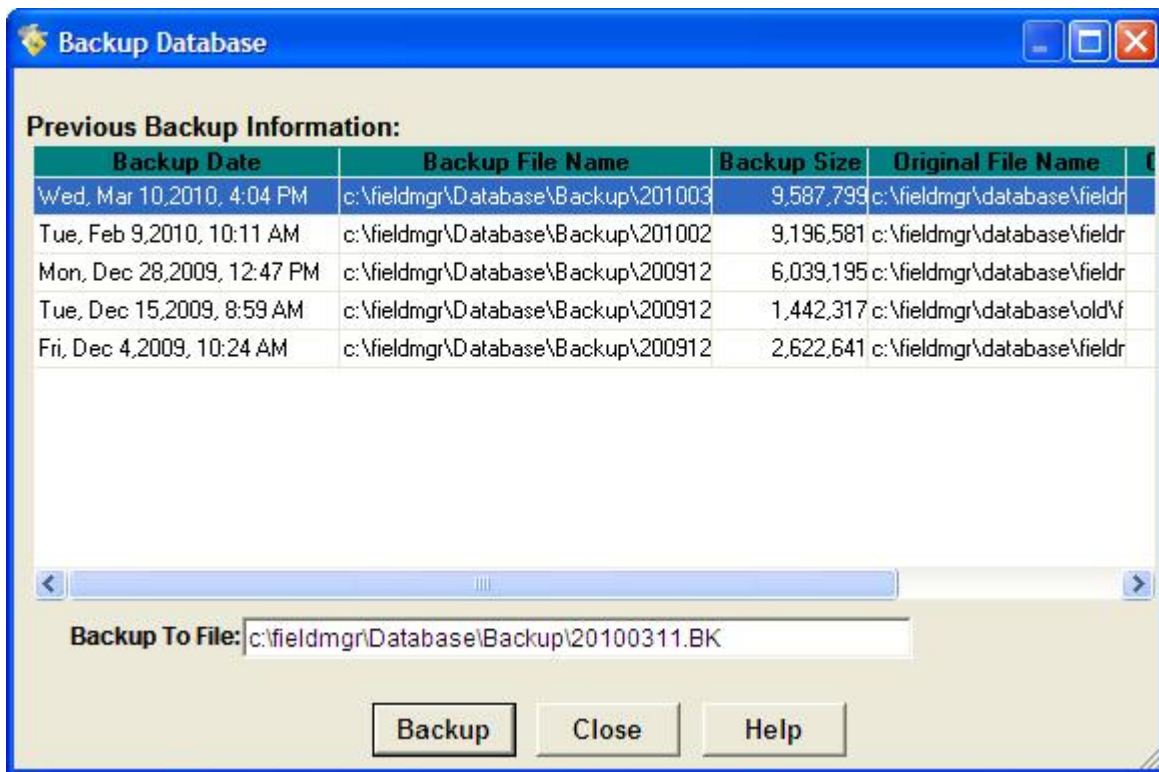 Backup Database
Previous Backup Information:
Backup Date Backup File Name Backup Size Original File Name
Wed, Mar 10,2010, 4:04 PM c:\fieldmgr\Database\Backup\201003 9,587,799 c:\fieldmgr\database\fieldr
Tue, Feb 9,2010, 10:11 AM c:\fieldmgr\Database\Backup\201002 9,196,581 c:\fieldmgr\database\fieldr
Mon, Dec 28,2009, 12:47 PM c:\fieldmgr\Database\Backup\200912 6,039,195 c:\fieldmgr\database\fieldr
Tue, Dec 15,2009, 8:59 AM c:\fieldmgr\Database\Backup\200912 1,442,317 c:\fieldmgr\database\old\f
Fri, Dec 4,2009, 10:24 AM c:\fieldmgr\Database\Backup\200912 2,622,641 c:\fieldmgr\database\fieldr
Backup To File: c:\fieldmgr\Database\Backup\20100311.BK
Backup Close Help